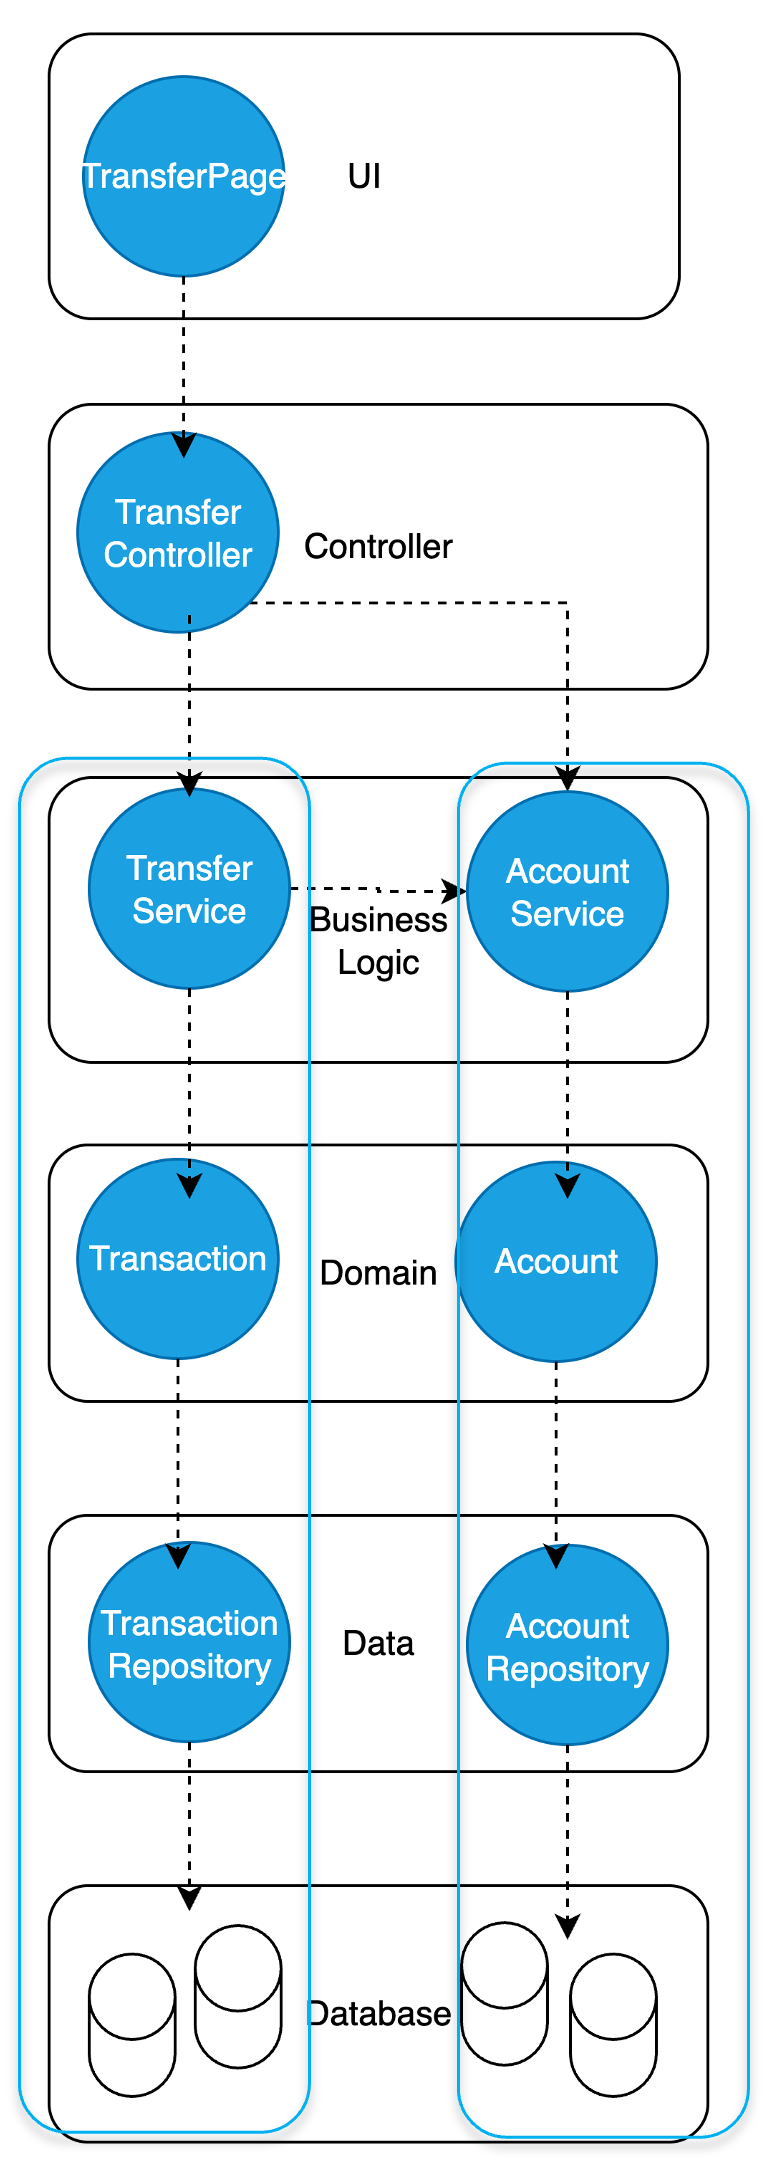 TransferPage
UI
Transfer
Controller
Controller
Transfer
Service
Business
Logic
Account
Service
Transaction
Domain
Account
Transaction
Repository
Data
Account
Repository
Database